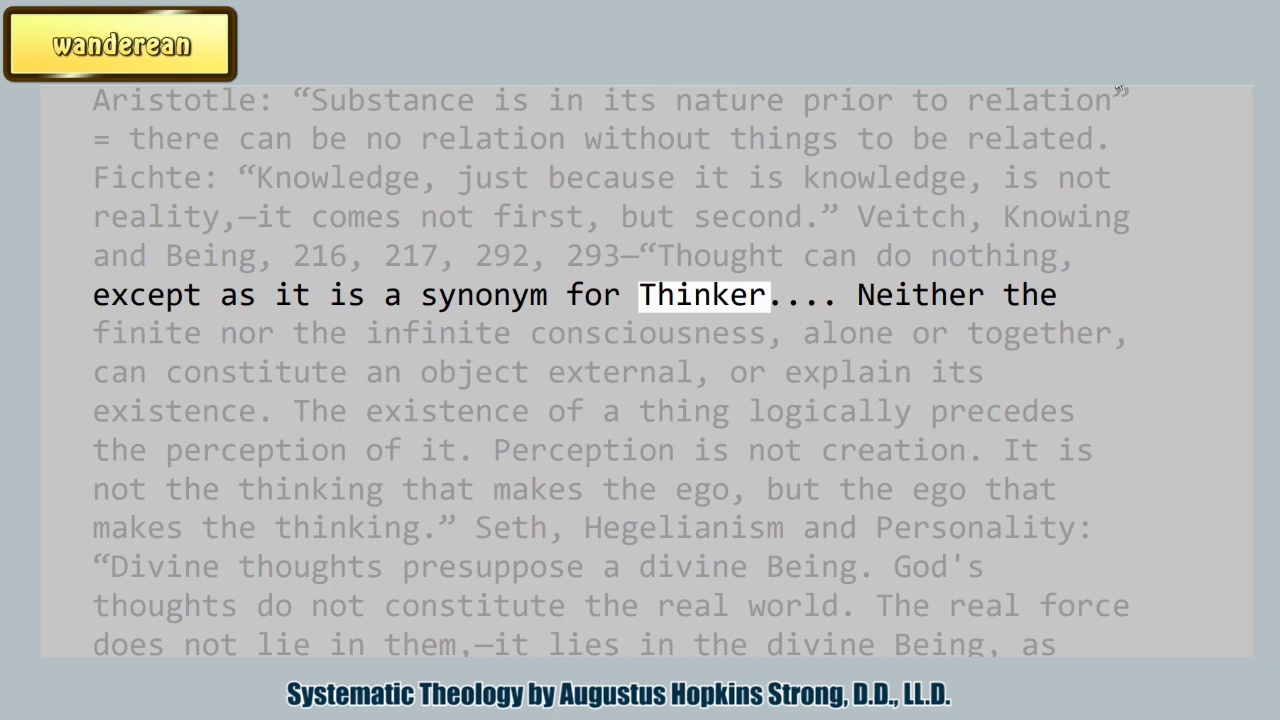 wanderean
Aristotle: “Substance is in its nature prior to relation”
= there can be no relation without things to be related.
Fichte: “Knowledge, just because it is knowledge, is not
reality,—it comes not first, but second.” Veitch, Knowing
and Being, 216, 217, 292, 293—“Thought can do nothing,
except as it is a synonym for Thinker.... Neither the
finite nor the infinite consciousness, alone or together,
can constitute an object external, or explain its
existence. The existence of a thing logically precedes
the perception of it. Perception is not creation. It is
not the thinking that makes the ego, but the ego that
makes the thinking.” Seth, Hegelianism and Personality:
“Divine thoughts presuppose a divine Being. God's
thoughts do not constitute the real world. The real force
does not lie in them,—it lies in the divine Being, as
Systematic Theology by Augustus Hopkins Strong, D.D., LL.D.